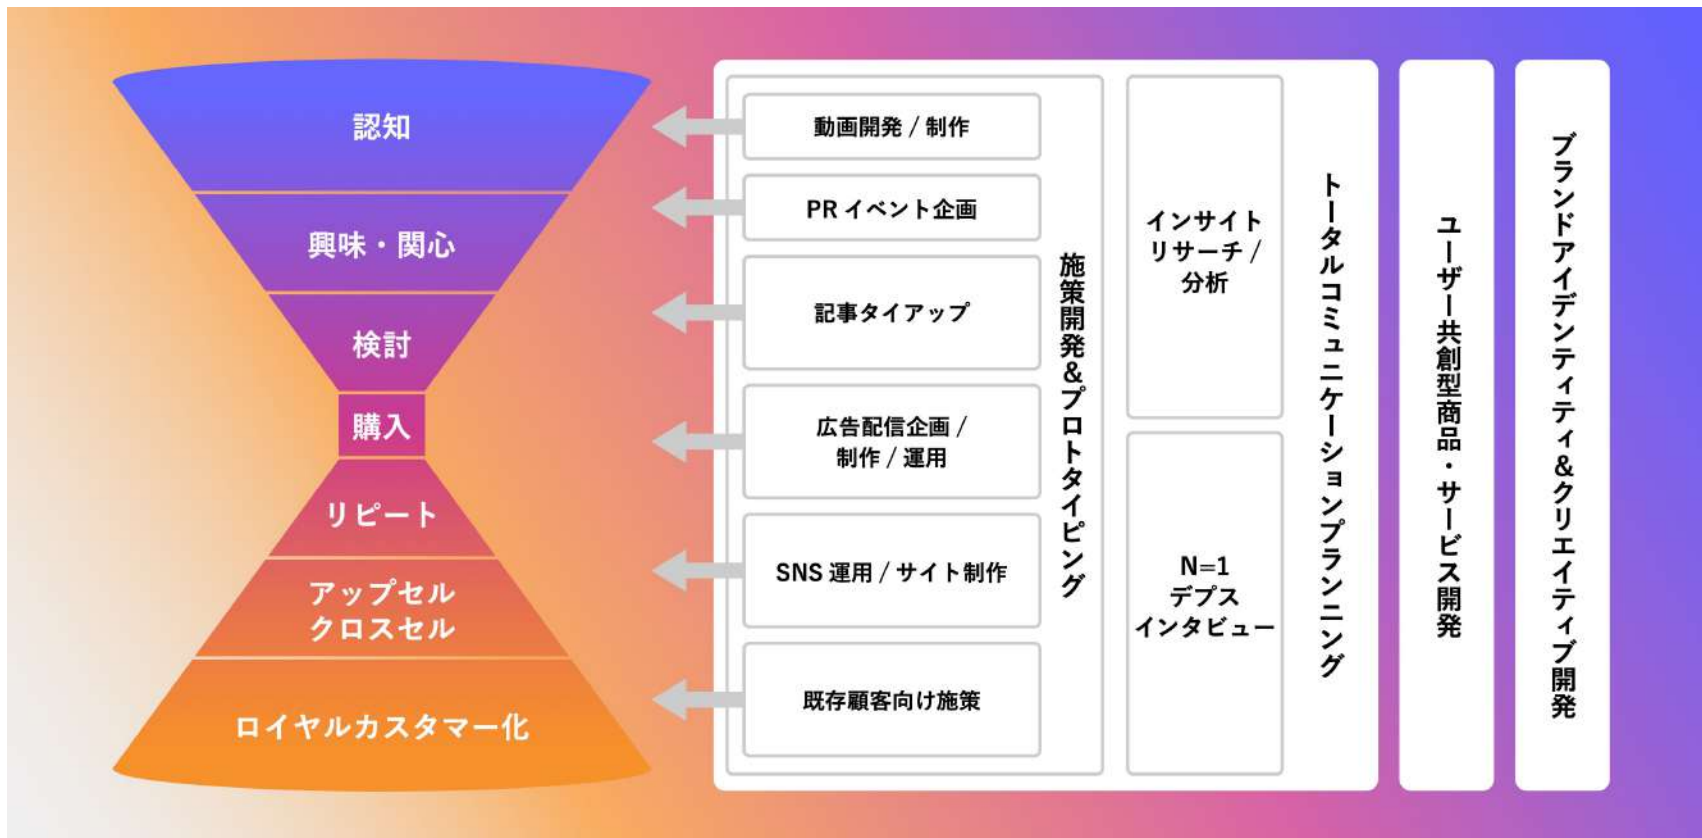 認知
興味・関心
検討
購入
リピート
アップセル
クロスセル
ロイヤルカスタマー化
動画開発 / 制作
PR イベント企画
記事タイアップ
広告配信企画 /
制作 / 運用
SNS 運用 / サイト制作
既存顧客向け施策
施策開発&プロトタイピング
インサイト
リサーチ /
分析
N=1
デプス
インタビュー
トータルコミュニケーションプランニング
ユーザー共創型商品・サービス開発
ブランドアイデンティティ&クリエイティブ開発